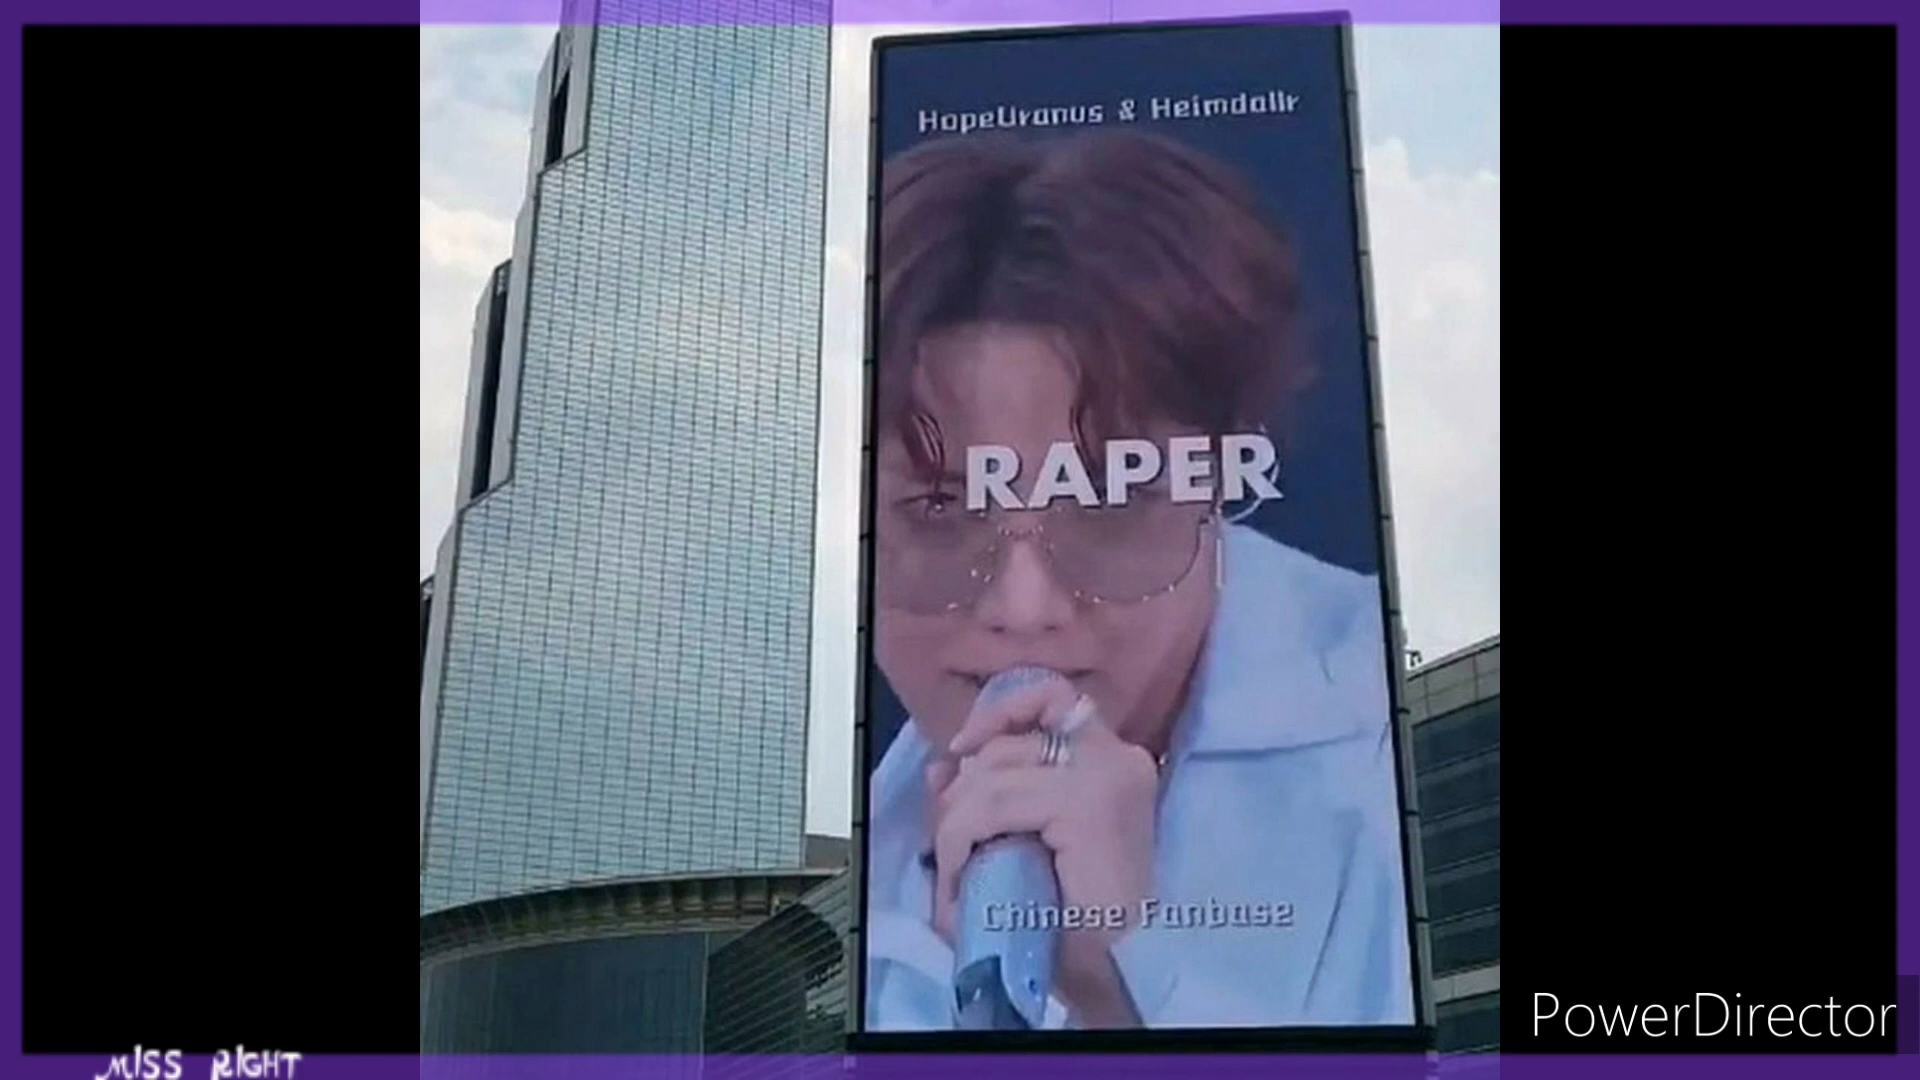 HopeUranus & Heimdallr
RAPER
Chinese Fanbase
PowerDirector
MISS RIGHT